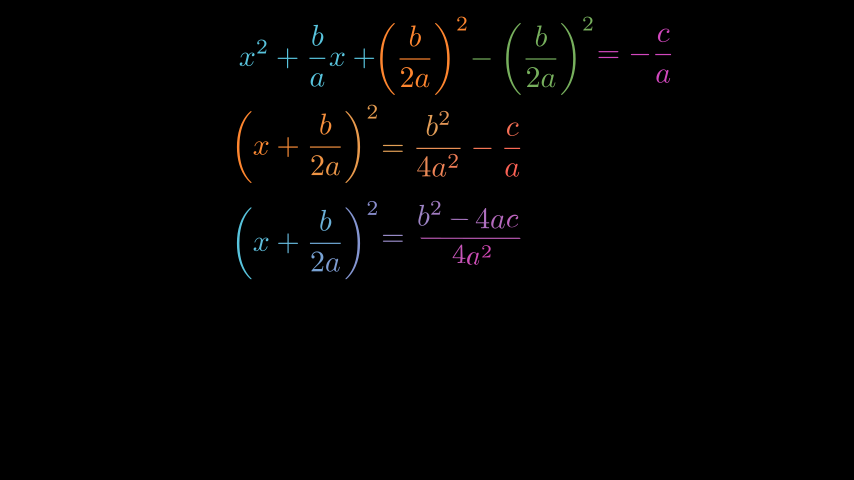 x² + b/a x + (b/2a)² − (b/2a)² = − c/a
(x + b/2a)² = b²/4a² − c/a
(x + b/2a)² = b² − 4ac/4a²